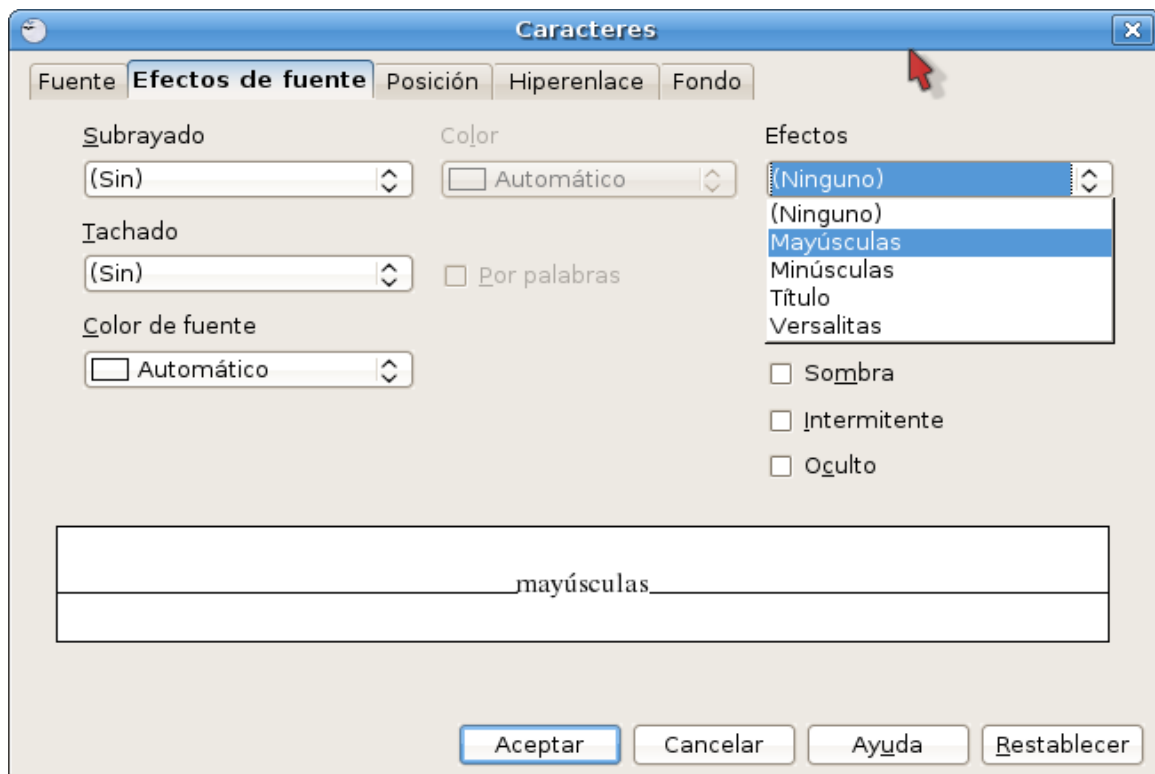 Caracteres
Fuente Efectos de fuente Posición Hiperenlace Fondo
Subrayado Color Efectos
(Sin) Automático (Ninguno)
(Ninguno)
Tachado Mayúsculas
(Sin) Por palabras Minúsculas
Título
Color de fuente Versalitas
Automático Sombra
Intermitente
Oculto
mayúsculas
Aceptar Cancelar Ayuda Restablecer